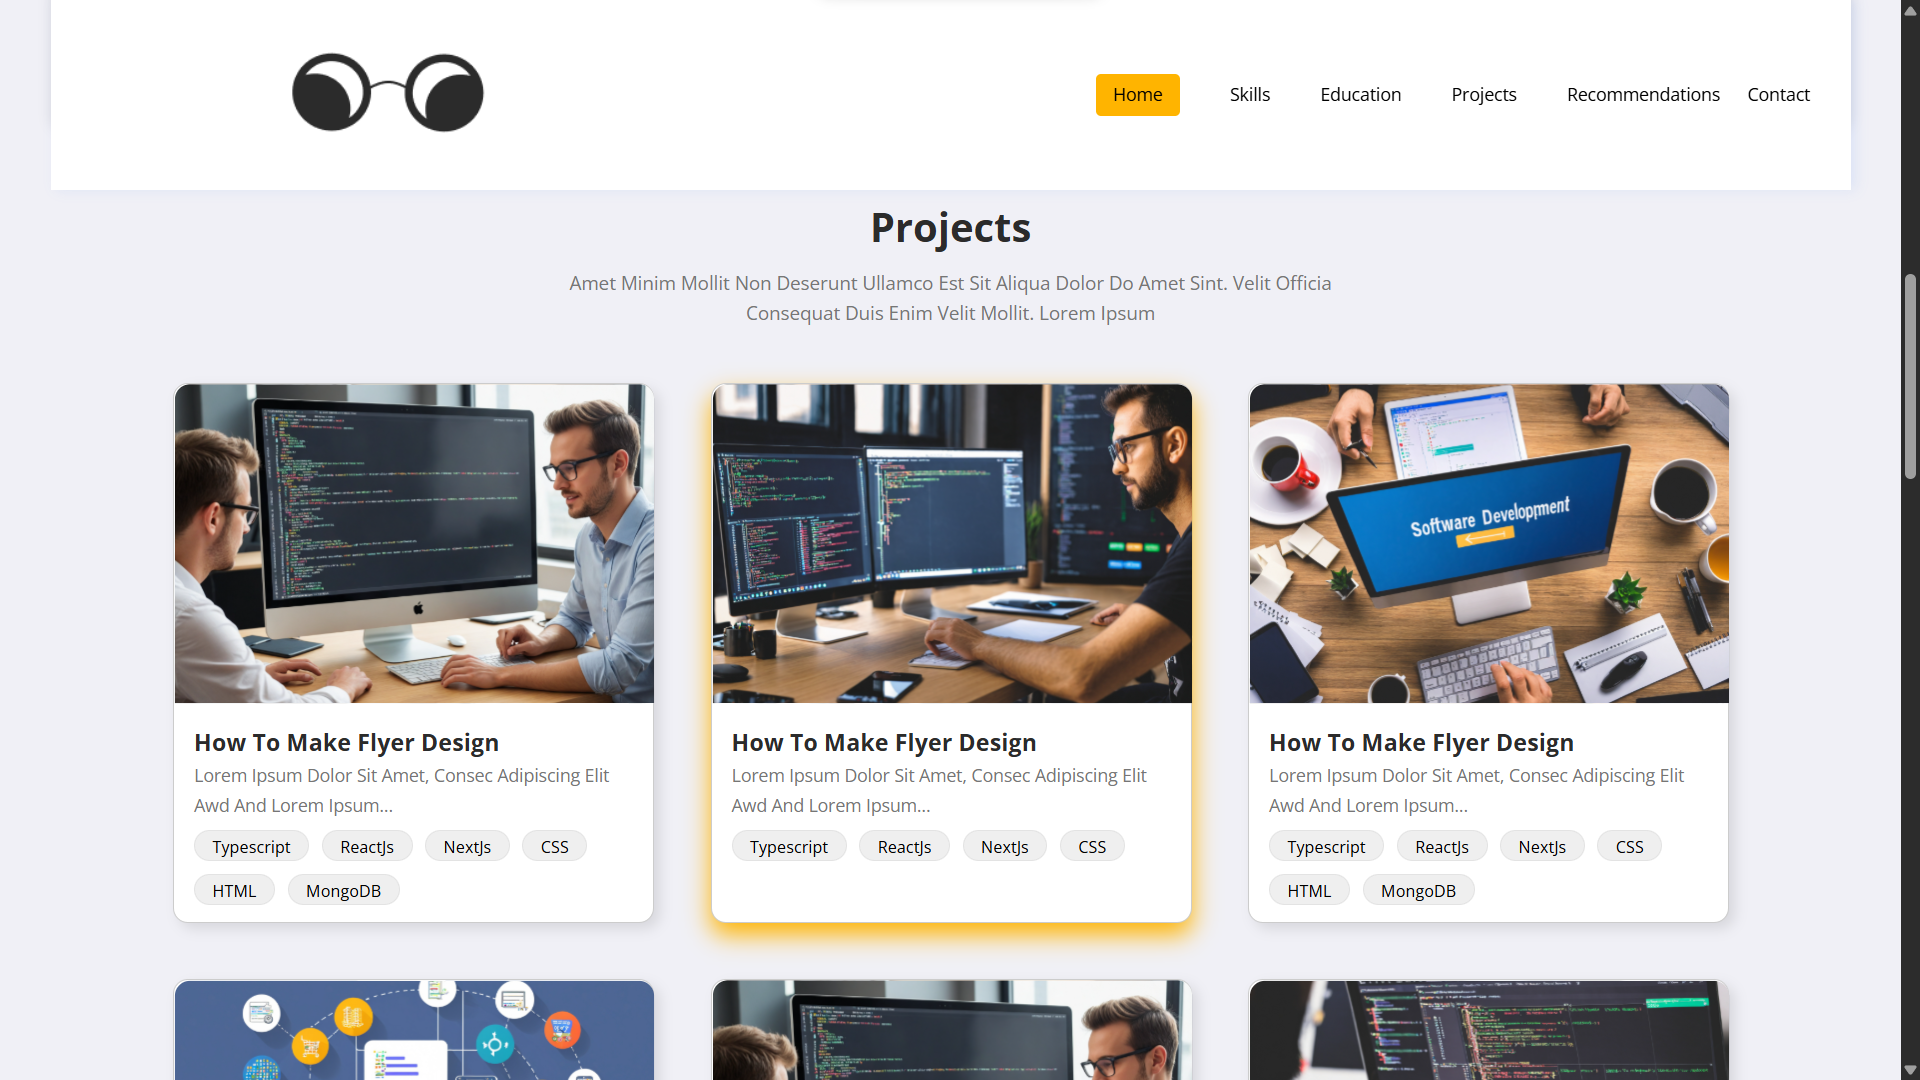 Home Skills Education Projects Recommendations Contact
Projects
Amet Minim Mollit Non Deserunt Ullamco Est Sit Aliqua Dolor Do Amet Sint. Velit Officia
Consequat Duis Enim Velit Mollit. Lorem Ipsum
Software Development
How To Make Flyer Design
Lorem Ipsum Dolor Sit Amet, Consec Adipiscing Elit
Awd And Lorem Ipsum...
Typescript ReactJs NextJs CSS
HTML MongoDB
How To Make Flyer Design
Lorem Ipsum Dolor Sit Amet, Consec Adipiscing Elit
Awd And Lorem Ipsum...
Typescript ReactJs NextJs CSS
How To Make Flyer Design
Lorem Ipsum Dolor Sit Amet, Consec Adipiscing Elit
Awd And Lorem Ipsum...
Typescript ReactJs NextJs CSS
HTML MongoDB